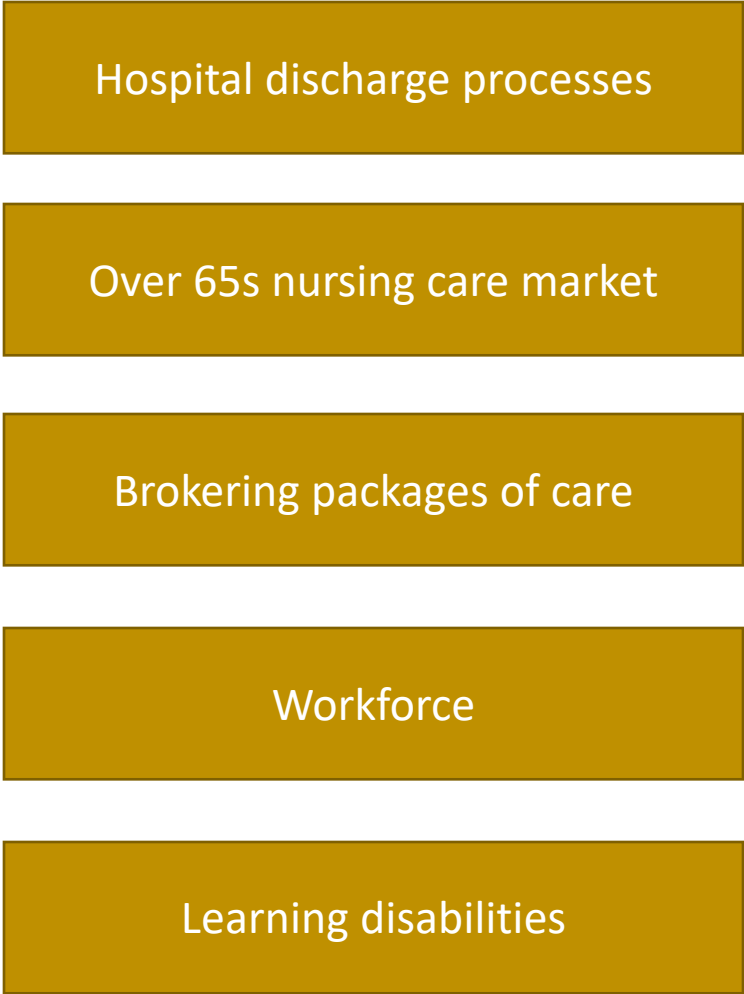 Hospital discharge processes
Over 65s nursing care market
Brokering packages of care
Workforce
Learning disabilities